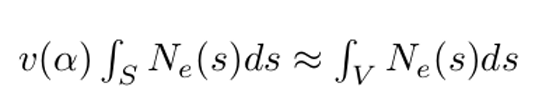 v(α) ∫_S N_e(s)ds ≈ ∫_V N_e(s)ds